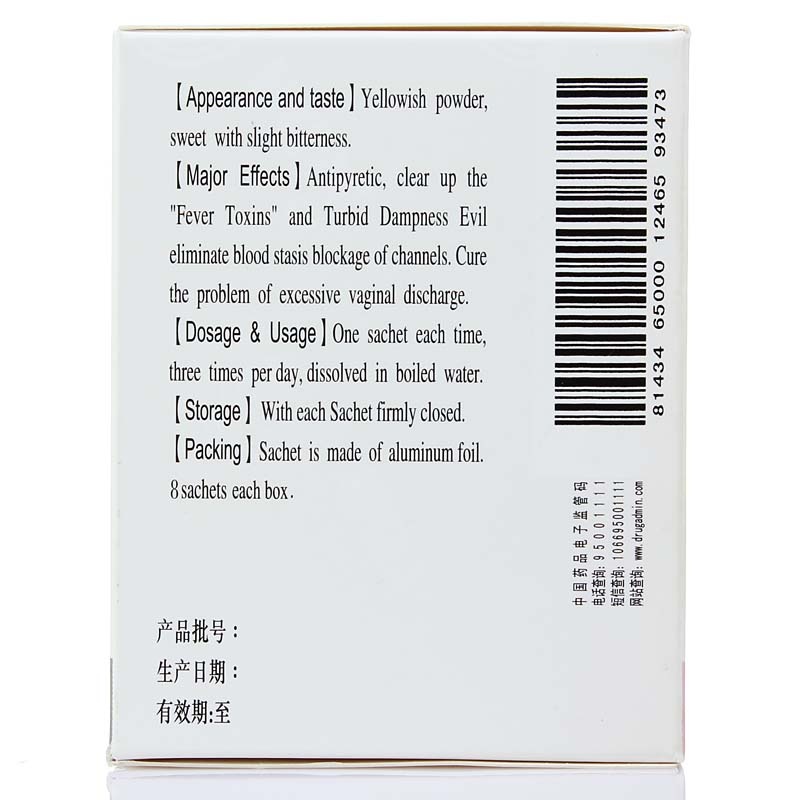 【Appearance and taste】Yellowish powder,
sweet with slight bitterness.
【Major Effects】Antipyretic, clear up the
"Fever Toxins" and Turbid Dampness Evil
eliminate blood stasis blockage of channels. Cure
the problem of excessive vaginal discharge.
【Dosage & Usage】One sachet each time,
three times per day, dissolved in boiled water.
【Storage】With each Sachet firmly closed.
【Packing】Sachet is made of aluminum foil.
8 sachets each box.
产品批号：
生产日期：
有效期:至
81434 65000 12465 93473
中国药品电子监管码
电话查询: 95001111
短信查询: 106695001111
网站查询: www.drugadmin.com